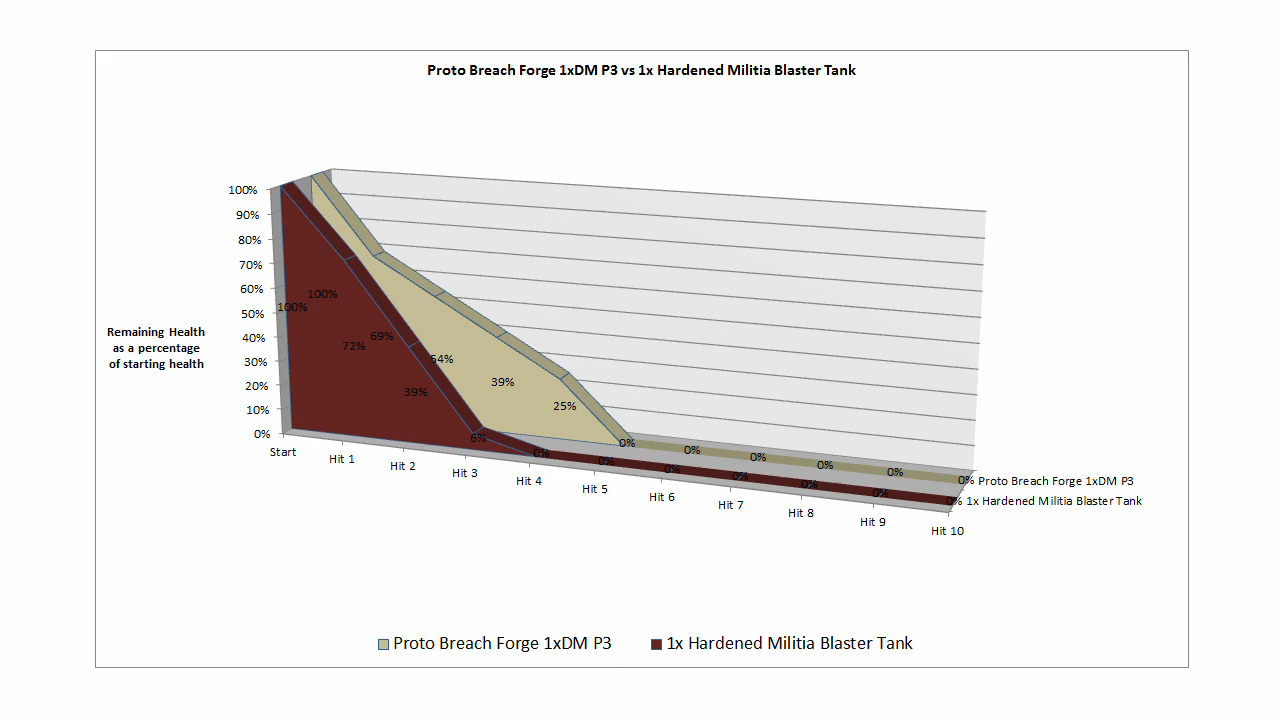 Proto Breach Forge 1xDM P3 vs 1x Hardened Militia Blaster Tank
Remaining Health
as a percentage
of starting health
100%
90%
80%
70%
60%
50%
40%
30%
20%
10%
0%
100%
69%
54%
39%
25%
0%
0%
0%
0%
0%
0%
100%
72%
39%
6%
0%
0%
0%
0%
0%
0%
0%
Start
Hit 1
Hit 2
Hit 3
Hit 4
Hit 5
Hit 6
Hit 7
Hit 8
Hit 9
Hit 10
Proto Breach Forge 1xDM P3
1x Hardened Militia Blaster Tank
Proto Breach Forge 1xDM P3
1x Hardened Militia Blaster Tank